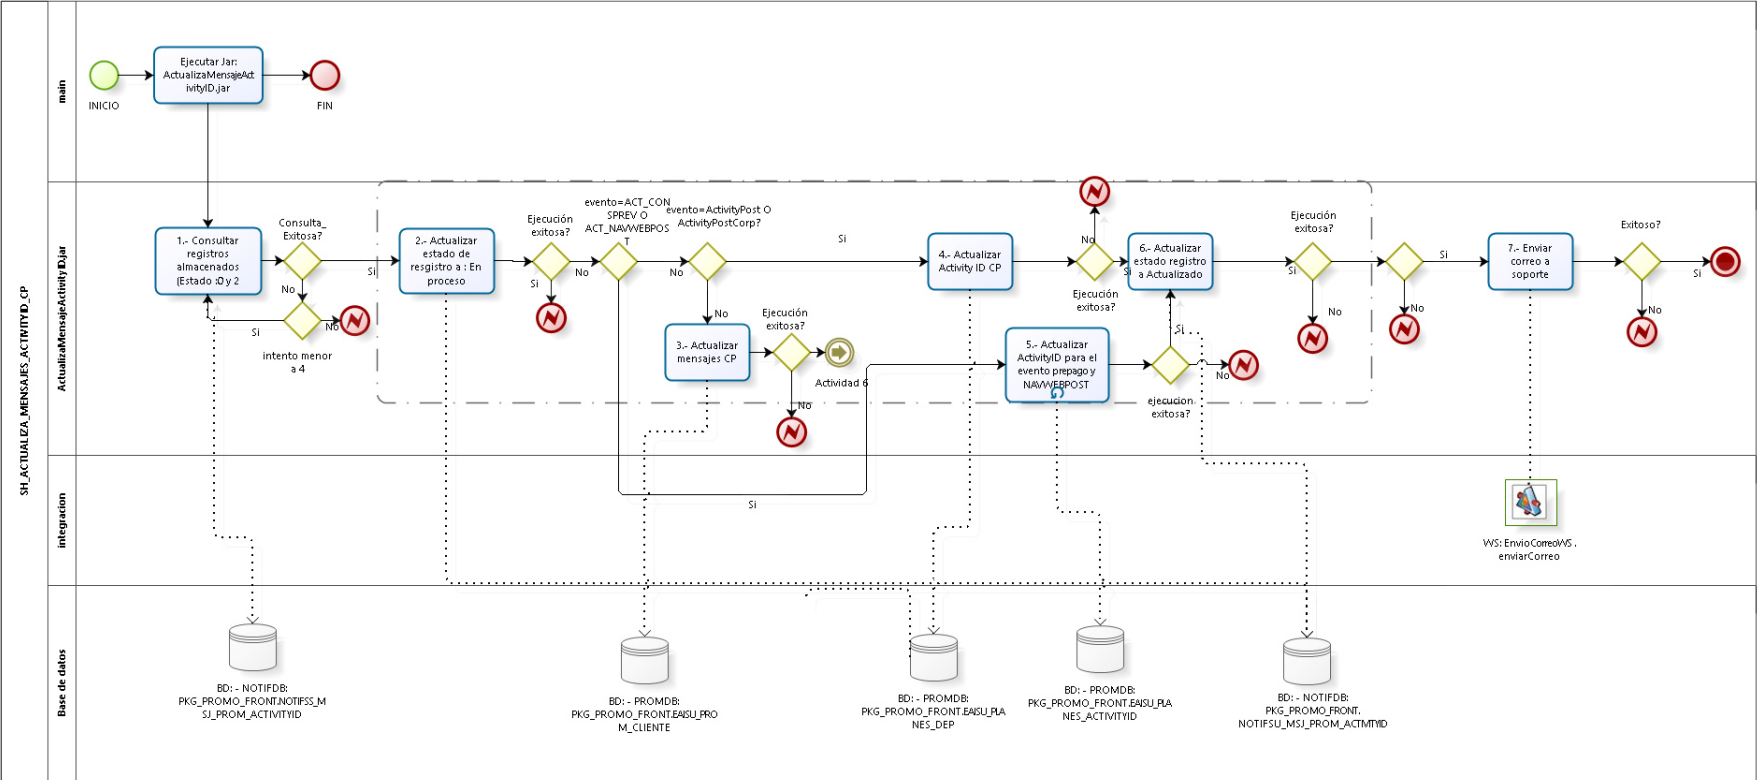 SH_ACTUALIZA_MENSAJES_ACTIVITYID_CP
main
INICIO
Ejecutar Jar:
ActualizaMensajeAct
ivityID.jar
FIN
ActualizaMensajeActivityID.jar
1.- Consultar
registros
almacenados
(Estado :0 y 2
Consulta_
Exitosa?
Si
No
Si
No
intento menor
a 4
2.- Actualizar
estado de
resgistro a : En
proceso
Ejecución
exitosa?
Si
No
evento=ACT_CON
SPREV O
ACT_NAVWEBPOS
T
No
Si
evento=ActivityPost O
ActivityPostCorp?
Si
No
3.- Actualizar
mensajes CP
Ejecución
exitosa?
Actividad 6
No
4.- Actualizar
Activity ID CP
No
Si
Ejecución
exitosa?
5.- Actualizar
ActivityID para el
evento prepago y
NAVWEBPOST
Si
No
ejecucion
exitosa?
6.- Actualizar
estado registro
a Actualizado
Ejecución
exitosa?
Si
No
Si
No
7.- Enviar
correo a
soporte
Exitoso?
Si
No
integracion
WS: EnvioCorreoWS.
enviarCorreo
Base de datos
BD: - NOTIFDB:
PKG_PROMO_FRONT.NOTIFSS_M
SJ_PROM_ACTIVITYID
BD: - PROMDB:
PKG_PROMO_FRONT.EAISU_PRO
M_CLIENTE
BD: - PROMDB:
PKG_PROMO_FRONT.EAISU_PLA
NES_DEP
BD: - PROMDB:
PKG_PROMO_FRONT.EAISU_PLA
NES_ACTIVITYID
BD: - NOTIFDB:
PKG_PROMO_FRONT.
NOTIFSU_MSJ_PROM_ACTIVITYID